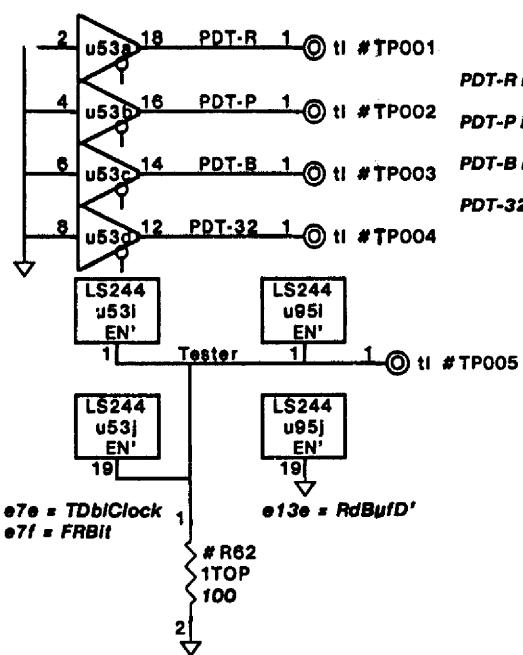 2 u53a 18 PDT-R 1 tl #TP001
PDT-R
4 u53b 16 PDT-P 1 tl #TP002
PDT-P
6 u53c 14 PDT-B 1 tl #TP003
PDT-B
8 u53d 12 PDT-32 1 tl #TP004
PDT-32
LS244
u53i
EN'
1
LS244
u95i
EN'
1
Tester
1 tl #TP005
LS244
u53j
EN'
19
LS244
u95j
EN'
19
e7e = TDblClock
e7f = FRBit
e13e = RdBufD'
1
#R62
1TOP
100
2